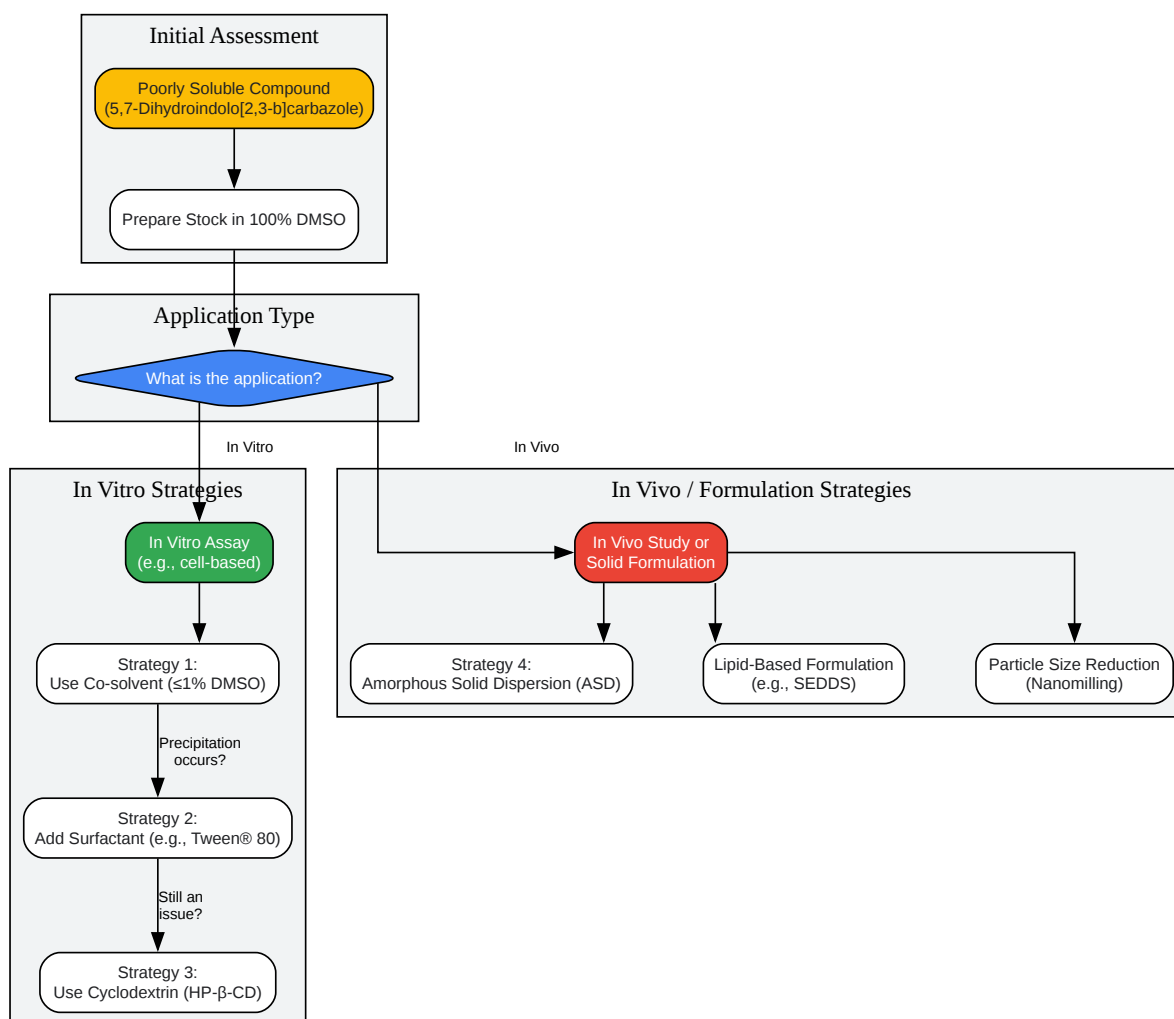 Initial Assessment
Poorly Soluble Compound
(5,7-Dihydroindolo[2,3-b]carbazole)
Prepare Stock in 100% DMSO
Application Type
What is the application?
In Vitro
In Vivo
In Vitro Strategies
In Vitro Assay
(e.g., cell-based)
Strategy 1:
Use Co-solvent (≤1% DMSO)
Precipitation
occurs?
Strategy 2:
Add Surfactant (e.g., Tween® 80)
Still an
issue?
Strategy 3:
Use Cyclodextrin (HP-β-CD)
In Vivo / Formulation Strategies
In Vivo Study or
Solid Formulation
Strategy 4:
Amorphous Solid Dispersion (ASD)
Lipid-Based Formulation
(e.g., SEDDS)
Particle Size Reduction
(Nanomilling)